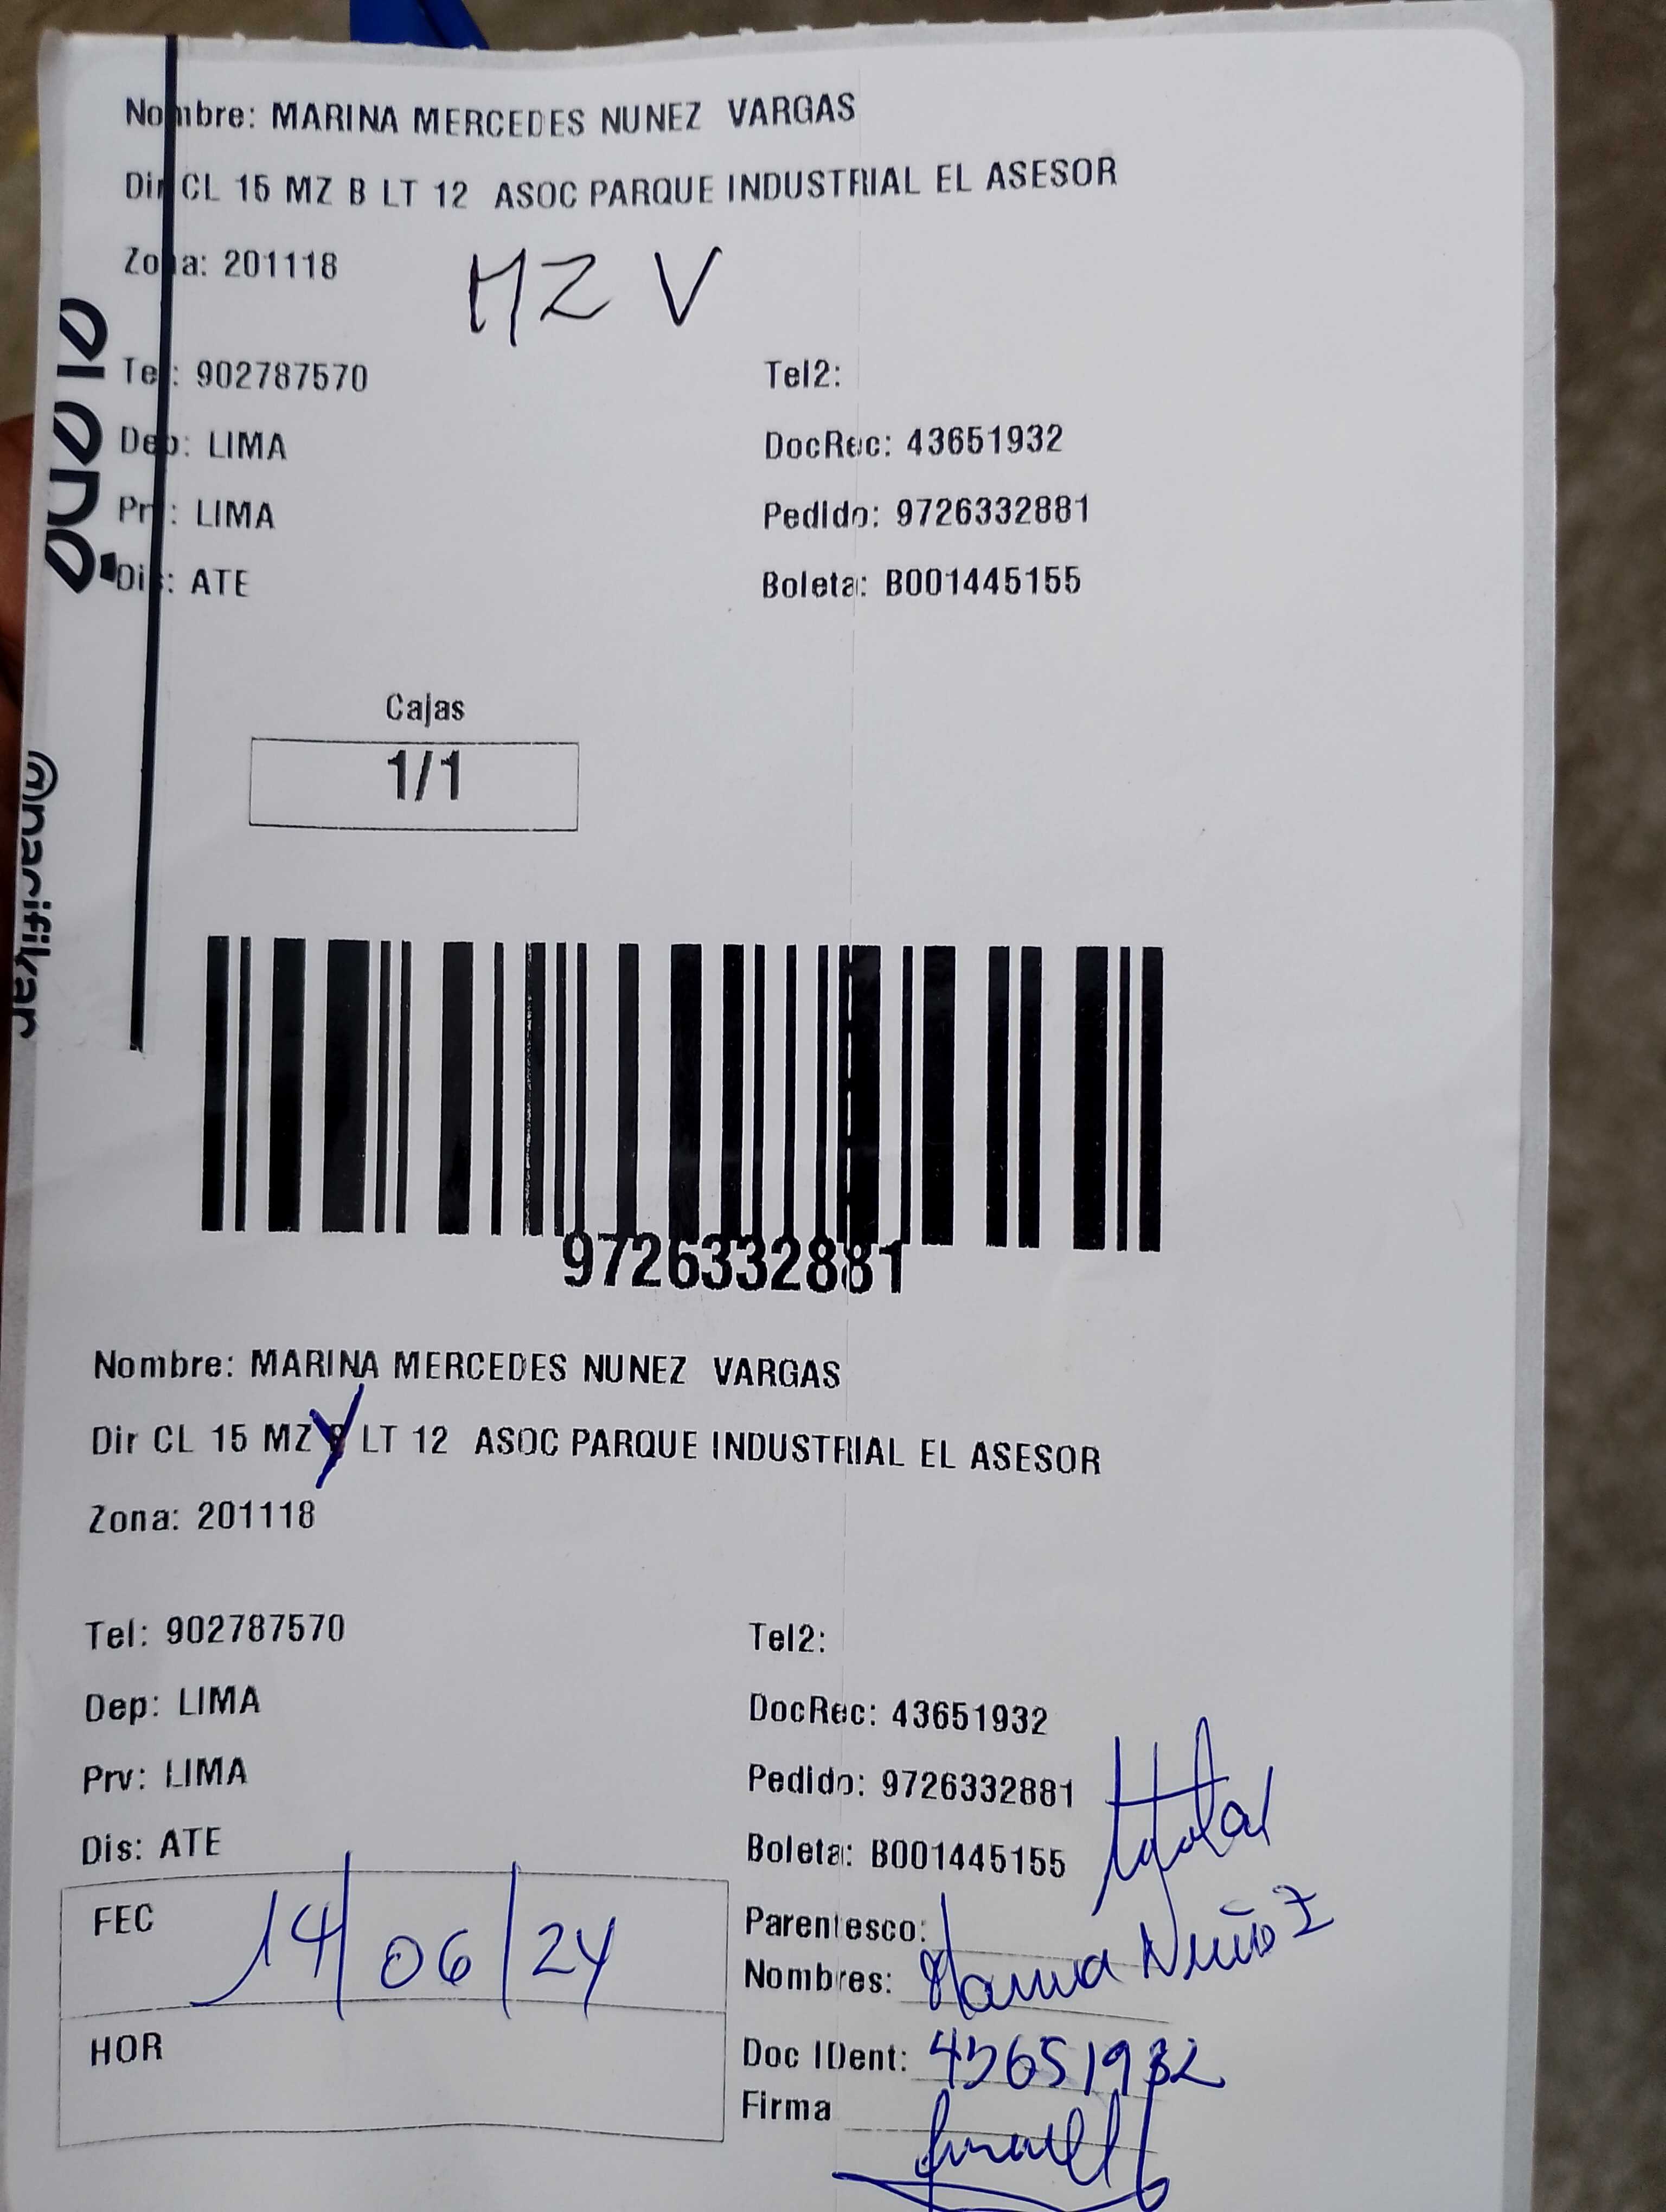 Nombre: MARINA MERCEDES NUNEZ VARGAS
Dir CL 15 MZ B LT 12 ASOC PARQUE INDUSTRIAL EL ASESOR
Zona: 201118
MZ V
Tel: 902787570 Tel2:
Dep: LIMA DocRec: 43651932
Prv: LIMA Pedido: 9726332881
Dis: ATE Boleta: B001445155
Cajas
1/1
@pacifikar
9726332881
Nombre: MARINA MERCEDES NUNEZ VARGAS
Dir CL 15 MZ V LT 12 ASOC PARQUE INDUSTRIAL EL ASESOR
Zona: 201118
Tel: 902787570 Tel2:
Dep: LIMA DocRec: 43651932
Prv: LIMA Pedido: 9726332881
Dis: ATE Boleta: B001445155
FEC 14/06/24
HOR
Parentesco: Titular
Nombres: Marina Nuñez
Doc IDent: 43651932
Firma